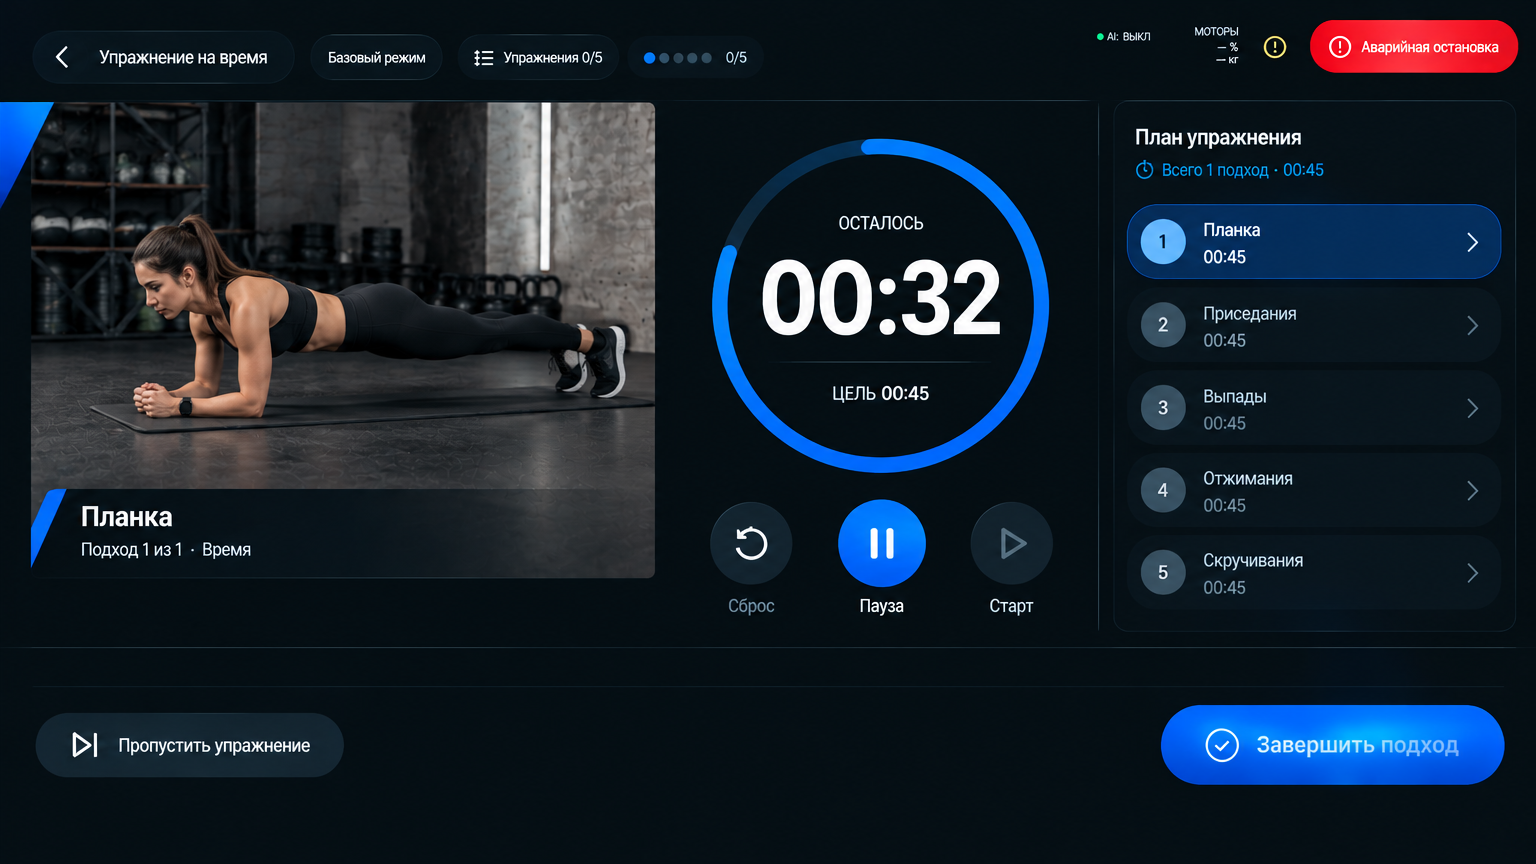 Упражнение на время
Базовый режим
Упражнения 0/5
0/5
AI: ВЫКЛ
МОТОРЫ
— %
— кг
Аварийная остановка
Планка
Подход 1 из 1 · Время
ОСТАЛОСЬ
00:32
ЦЕЛЬ 00:45
Сброс
Пауза
Старт
План упражнения
Всего 1 подход · 00:45
1
Планка
00:45
2
Приседания
00:45
3
Выпады
00:45
4
Отжимания
00:45
5
Скручивания
00:45
Пропустить упражнение
Завершить подход